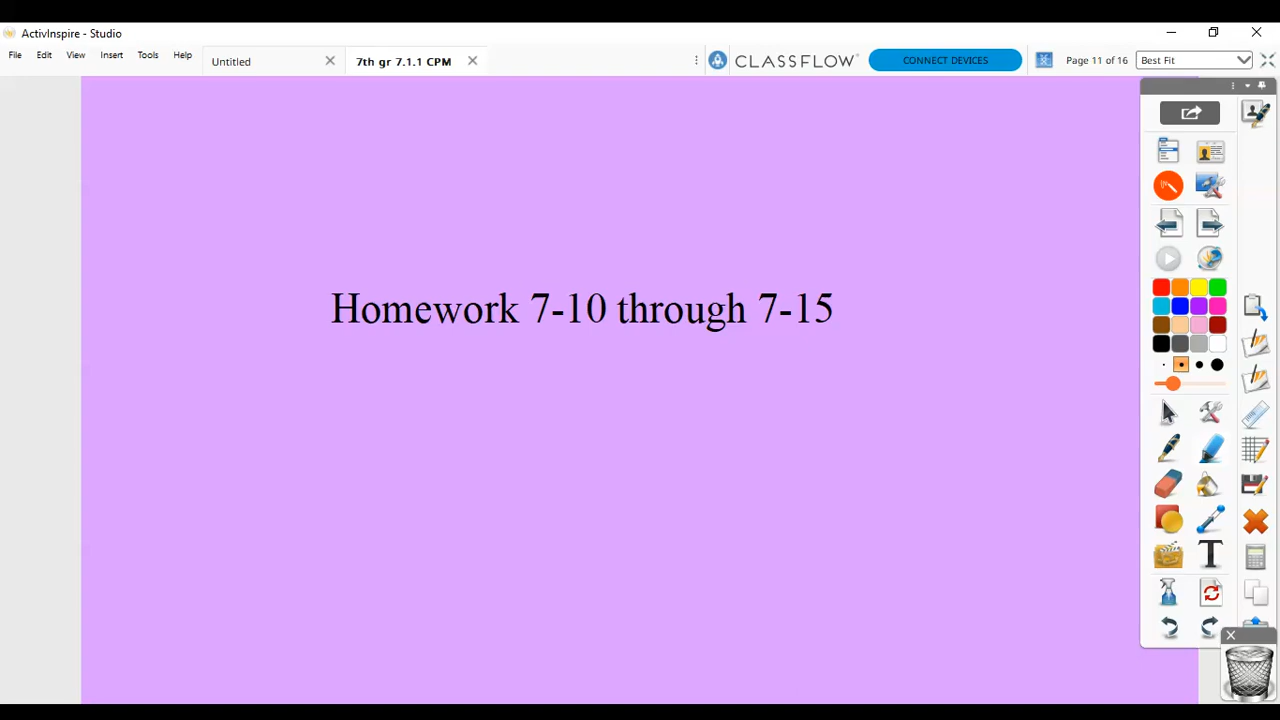 ActivInspire - Studio
File Edit View Insert Tools Help
Untitled
7th gr 7.1.1 CPM
CLASSFLOW
CONNECT DEVICES
Page 11 of 16
Best Fit
Homework 7-10 through 7-15
T